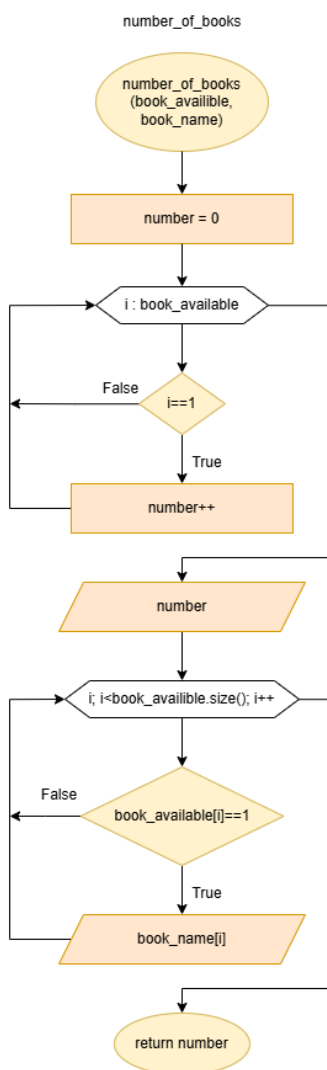 number_of_books
number_of_books
(book_availible,
book_name)
number = 0
i : book_available
False
i==1
True
number++
number
i; i<book_availible.size(); i++
False
book_available[i]==1
True
book_name[i]
return number